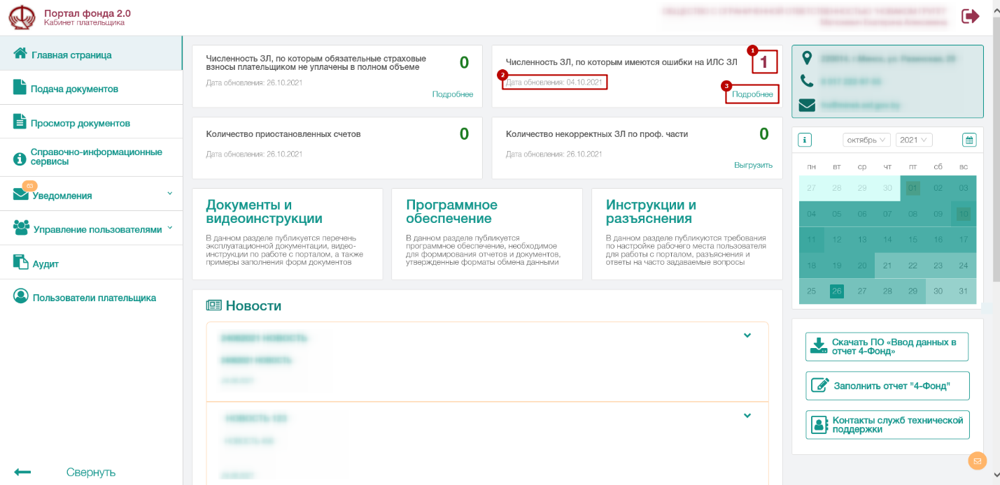 Портал фонда 2.0
Кабинет плательщика
Главная страница
Подача документов
Просмотр документов
Справочно-информационные
сервисы
63
Уведомления
Управление пользователями
Аудит
Пользователи плательщика
Свернуть
Численность ЗЛ, по которым обязательные страховые
взносы плательщиком не уплачены в полном объеме
0
Дата обновления: 26.10.2021
Подробнее
Численность ЗЛ, по которым имеются ошибки на ИЛС ЗЛ
1
1
2
Дата обновления: 04.10.2021
3
Подробнее
Количество приостановленных счетов
0
Дата обновления: 26.10.2021
Количество некорректных ЗЛ по проф. части
0
Дата обновления: 26.10.2021
Выгрузить
Документы и
видеоинструкции
В данном разделе публикуется перечень
эксплуатационной документации, видео-
инструкции по работе с порталом, а также
примеры заполнения форм документов
Программное
обеспечение
В данном разделе публикуется
программное обеспечение, необходимое
для формирования отчетов и документов,
утвержденные форматы обмена данными
Инструкции и
разъяснения
В данном разделе публикуются требования
по настройке рабочего места пользователя
для работы с порталом, разъяснения и
ответы на часто задаваемые вопросы
Новости
октябрь
2021
пн вт ср чт пт сб вс
27 28 29 30 01 02 03
04 05 06 07 08 09 10
11 12 13 14 15 16 17
18 19 20 21 22 23 24
25 26 27 28 29 30 31
Скачать ПО «Ввод данных в
отчет 4-Фонд»
Заполнить отчет "4-Фонд"
Контакты служб технической
поддержки